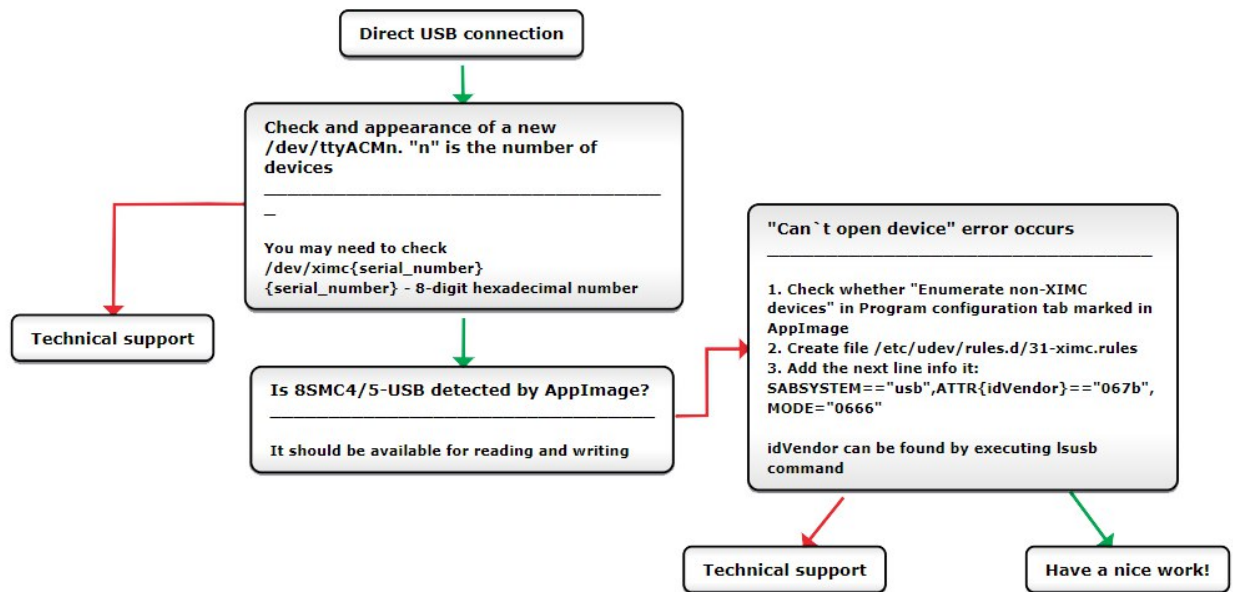 Direct USB connection
Check and appearance of a new
/dev/ttyACMn. "n" is the number of
devices
You may need to check
/dev/ximc{serial_number}
{serial_number} - 8-digit hexadecimal number
Technical support
Is 8SMC4/5-USB detected by AppImage?
It should be available for reading and writing
"Can`t open device" error occurs
1. Check whether "Enumerate non-XIMC
devices" in Program configuration tab marked in
AppImage
2. Create file /etc/udev/rules.d/31-ximc.rules
3. Add the next line info it:
SABSYSTEM=="usb",ATTR{idVendor}=="067b",
MODE="0666"
idVendor can be found by executing lsusb
command
Technical support
Have a nice work!